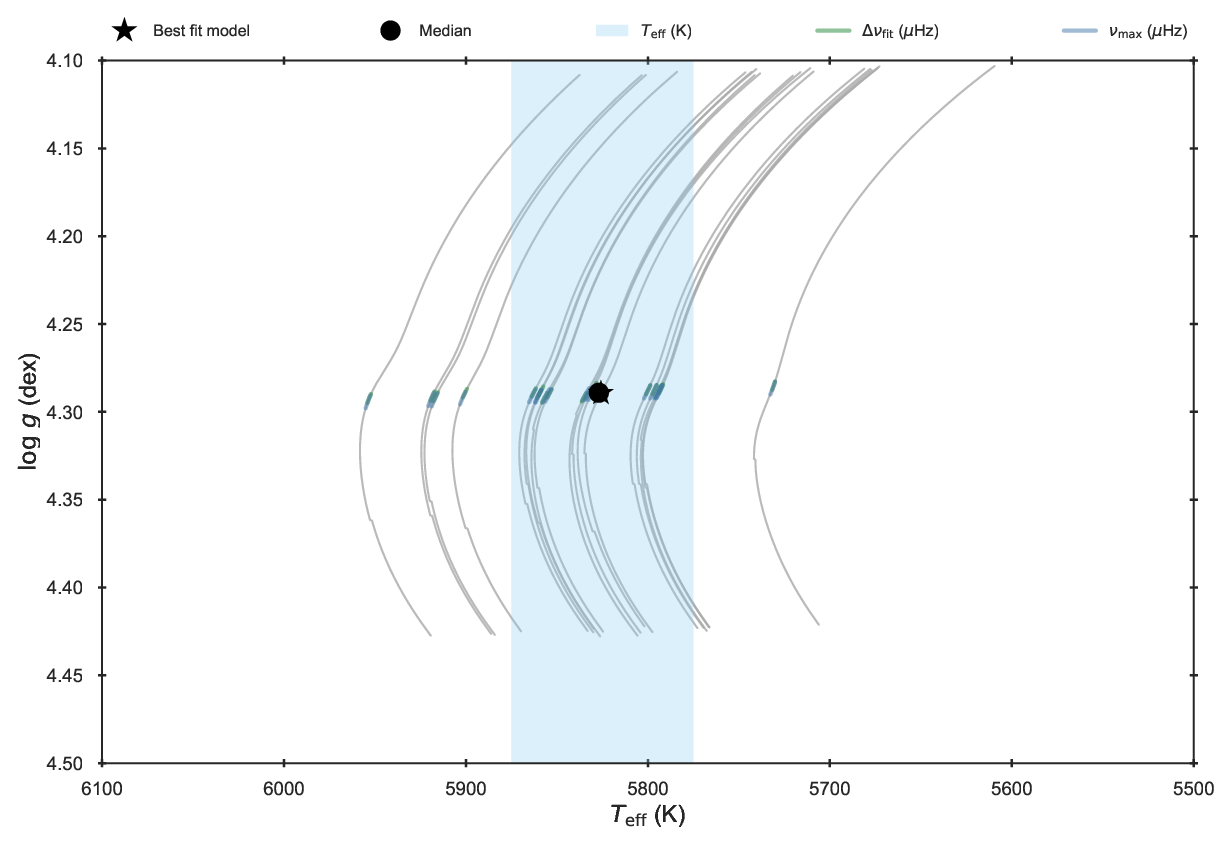 Best fit model Median Teff (K) Δνfit (μHz) νmax (μHz)
4.10
4.15
4.20
4.25
4.30
4.35
4.40
4.45
4.50
log g (dex)
6100 6000 5900 5800 5700 5600 5500
Teff (K)